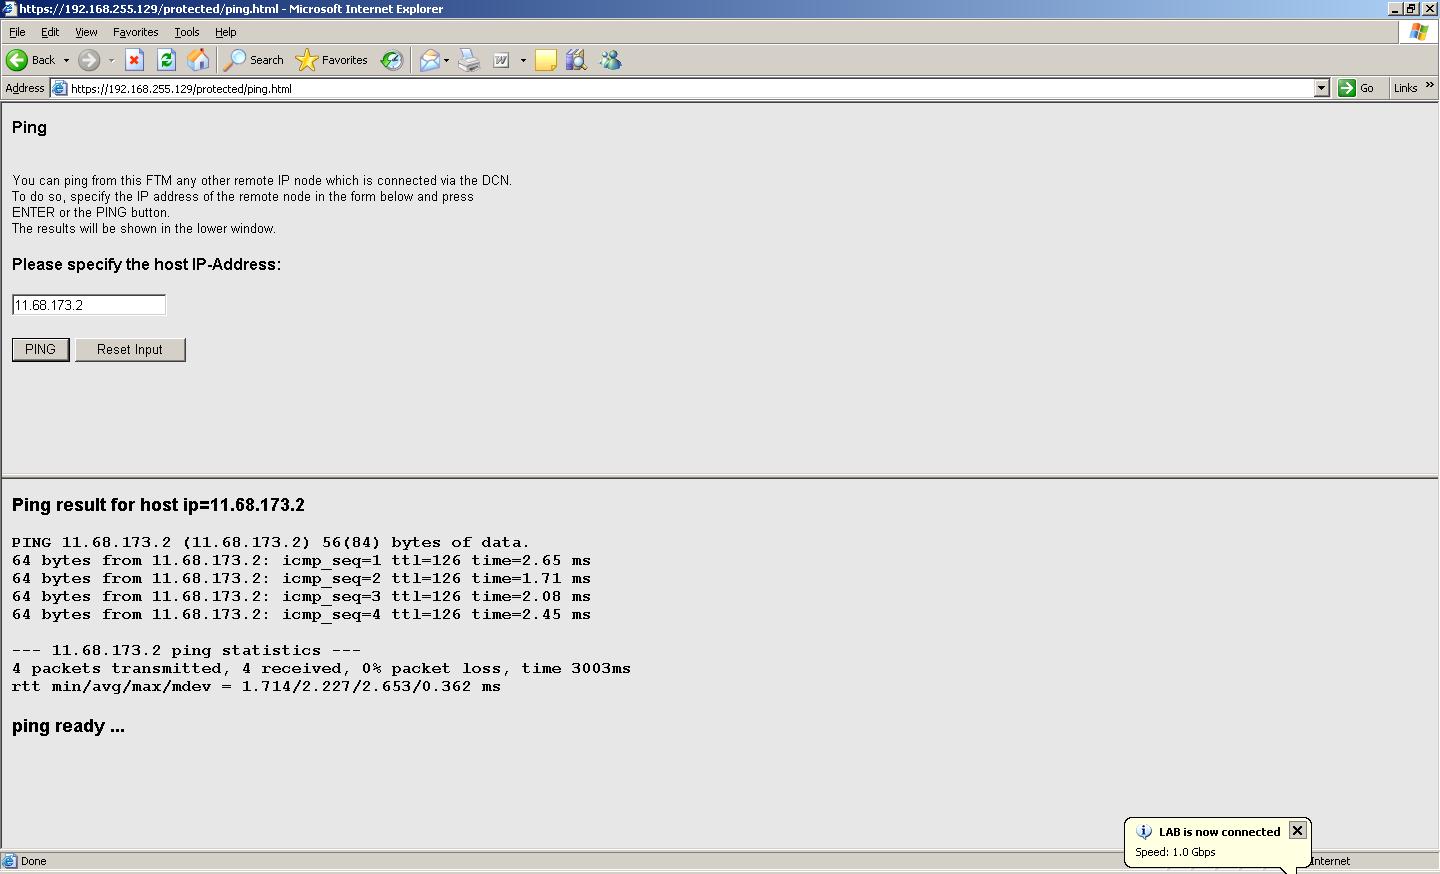 https://192.168.255.129/protected/ping.html - Microsoft Internet Explorer
File Edit View Favorites Tools Help
Back Search Favorites
Address https://192.168.255.129/protected/ping.html Go Links »
Ping
You can ping from this FTM any other remote IP node which is connected via the DCN.
To do so, specify the IP address of the remote node in the form below and press
ENTER or the PING button.
The results will be shown in the lower window.
Please specify the host IP-Address:
11.68.173.2
PING Reset Input
Ping result for host ip=11.68.173.2
PING 11.68.173.2 (11.68.173.2) 56(84) bytes of data.
64 bytes from 11.68.173.2: icmp_seq=1 ttl=126 time=2.65 ms
64 bytes from 11.68.173.2: icmp_seq=2 ttl=126 time=1.71 ms
64 bytes from 11.68.173.2: icmp_seq=3 ttl=126 time=2.08 ms
64 bytes from 11.68.173.2: icmp_seq=4 ttl=126 time=2.45 ms
--- 11.68.173.2 ping statistics ---
4 packets transmitted, 4 received, 0% packet loss, time 3003ms
rtt min/avg/max/mdev = 1.714/2.227/2.653/0.362 ms
ping ready ...
LAB is now connected
Speed: 1.0 Gbps
Done Internet